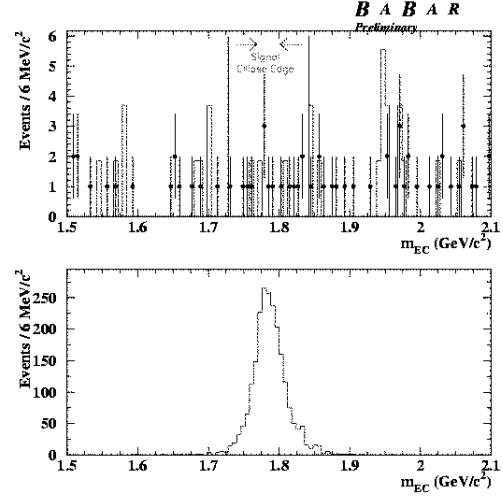 B A B A R
Preliminary
Events / 6 MeV/c²
6
5
4
3
2
1
0
Signal
Ellipse Edge
1.5 1.6 1.7 1.8 1.9 2 2.1
m_EC (GeV/c²)
Events / 6 MeV/c²
250
200
150
100
50
0
1.5 1.6 1.7 1.8 1.9 2 2.1
m_EC (GeV/c²)